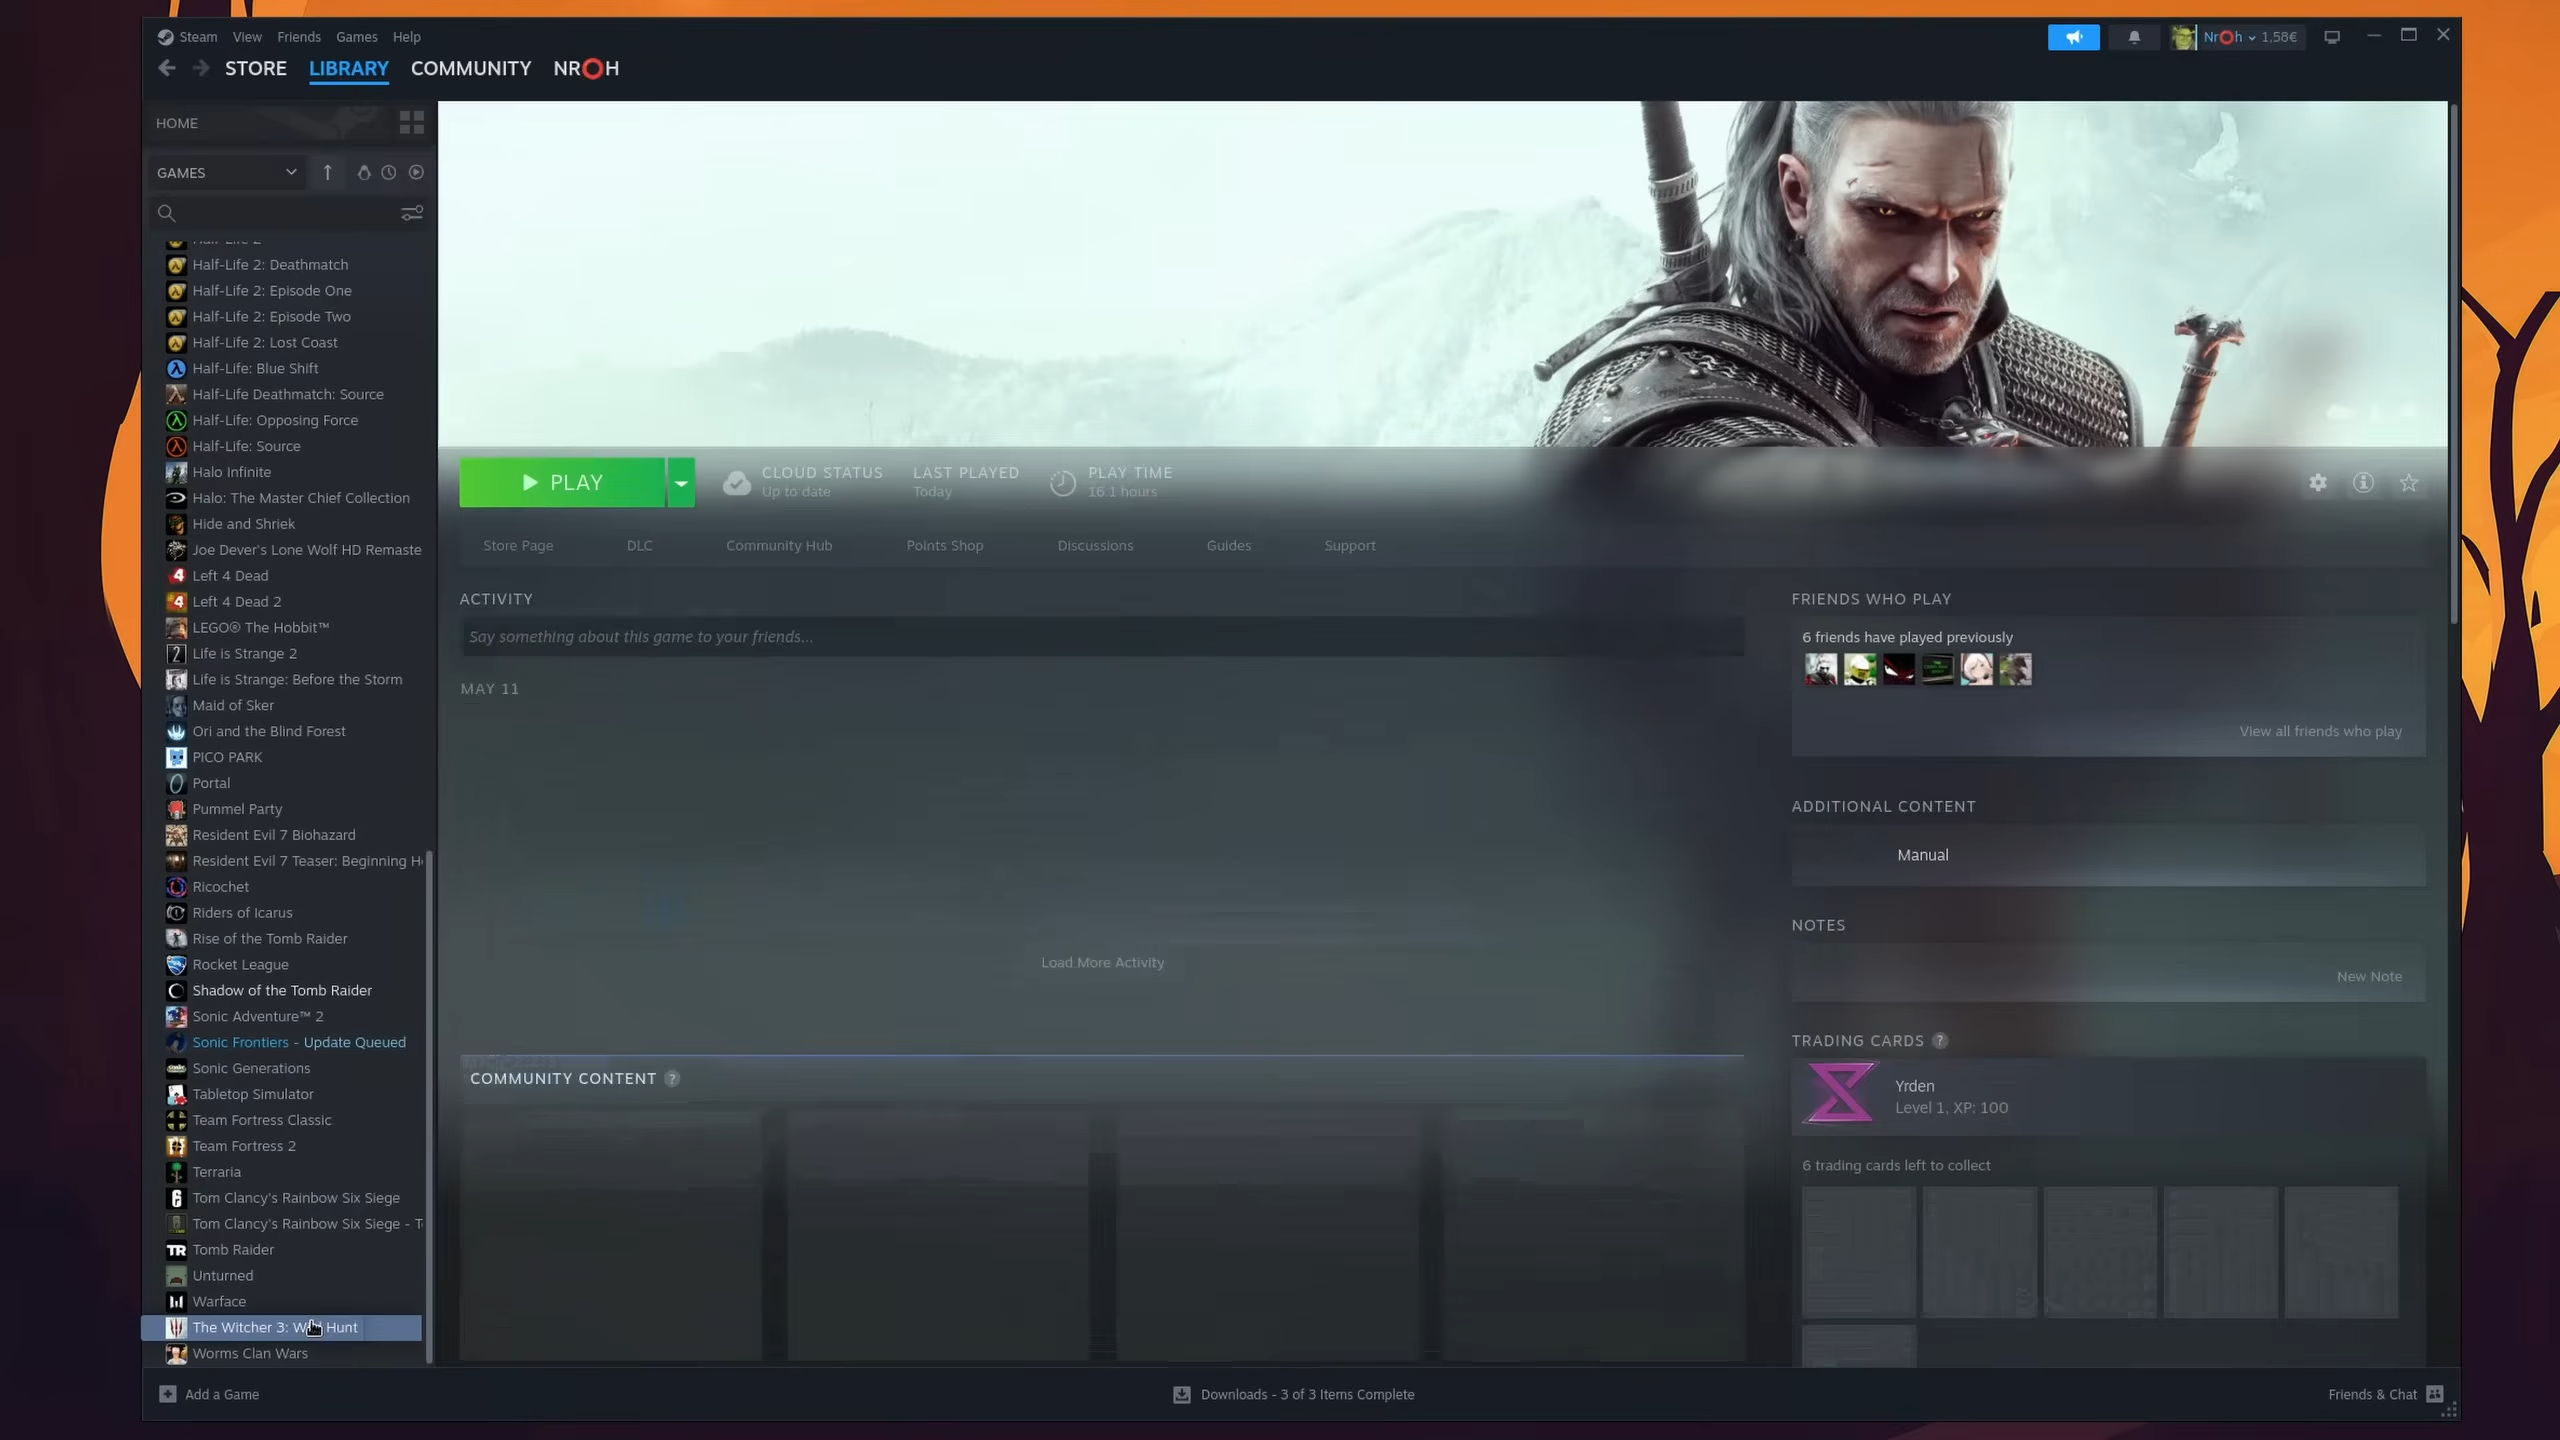 Steam View Friends Games Help
NrOh 1,58€
STORE LIBRARY COMMUNITY NROH
HOME
GAMES
Half-Life 2
Half-Life 2: Deathmatch
Half-Life 2: Episode One
Half-Life 2: Episode Two
Half-Life 2: Lost Coast
Half-Life: Blue Shift
Half-Life Deathmatch: Source
Half-Life: Opposing Force
Half-Life: Source
Halo Infinite
Halo: The Master Chief Collection
Hide and Shriek
Joe Dever's Lone Wolf HD Remaste
Left 4 Dead
Left 4 Dead 2
LEGO® The Hobbit™
Life is Strange 2
Life is Strange: Before the Storm
Maid of Sker
Ori and the Blind Forest
PICO PARK
Portal
Pummel Party
Resident Evil 7 Biohazard
Resident Evil 7 Teaser: Beginning H
Ricochet
Riders of Icarus
Rise of the Tomb Raider
Rocket League
Shadow of the Tomb Raider
Sonic Adventure™ 2
Sonic Frontiers - Update Queued
Sonic Generations
Tabletop Simulator
Team Fortress Classic
Team Fortress 2
Terraria
Tom Clancy's Rainbow Six Siege
Tom Clancy's Rainbow Six Siege - T
Tomb Raider
Unturned
Warface
The Witcher 3: Wild Hunt
Worms Clan Wars
PLAY
CLOUD STATUS
Up to date
LAST PLAYED
Today
PLAY TIME
16.1 hours
Store Page DLC Community Hub Points Shop Discussions Guides Support
ACTIVITY
Say something about this game to your friends...
MAY 11
Load More Activity
COMMUNITY CONTENT ?
FRIENDS WHO PLAY
6 friends have played previously
View all friends who play
ADDITIONAL CONTENT
Manual
NOTES
New Note
TRADING CARDS ?
Yrden
Level 1, XP: 100
6 trading cards left to collect
Add a Game
Downloads - 3 of 3 Items Complete
Friends & Chat